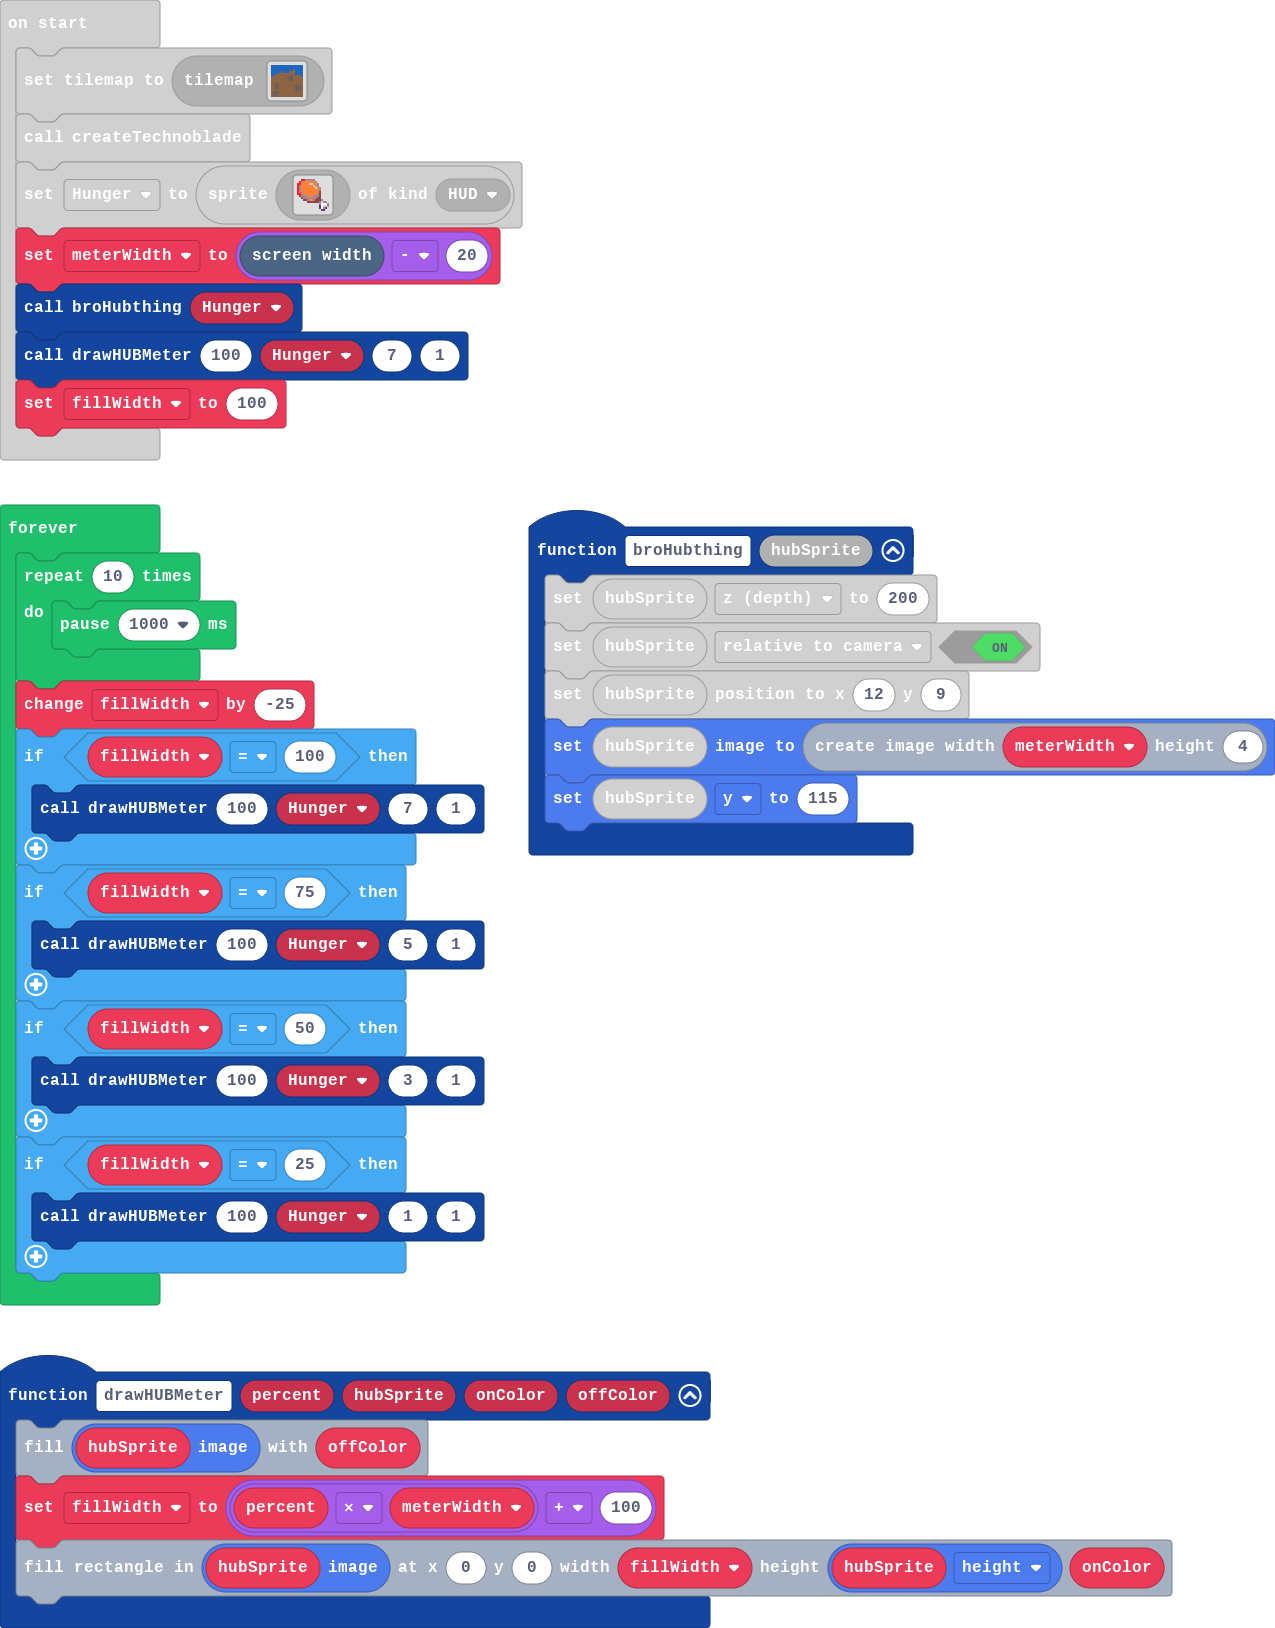 on start
set tilemap to tilemap
call createTechnoblade
set Hunger to sprite of kind HUD
set meterWidth to screen width - 20
call broHubthing Hunger
call drawHUBMeter 100 Hunger 7 1
set fillWidth to 100
forever
repeat 10 times
do pause 1000 ms
change fillWidth by -25
if fillWidth = 100 then
call drawHUBMeter 100 Hunger 7 1
if fillWidth = 75 then
call drawHUBMeter 100 Hunger 5 1
if fillWidth = 50 then
call drawHUBMeter 100 Hunger 3 1
if fillWidth = 25 then
call drawHUBMeter 100 Hunger 1 1
function broHubthing hubSprite
set hubSprite z (depth) to 200
set hubSprite relative to camera ON
set hubSprite position to x 12 y 9
set hubSprite image to create image width meterWidth height 4
set hubSprite y to 115
function drawHUBMeter percent hubSprite onColor offColor
fill hubSprite image with offColor
set fillWidth to percent × meterWidth + 100
fill rectangle in hubSprite image at x 0 y 0 width fillWidth height hubSprite height onColor